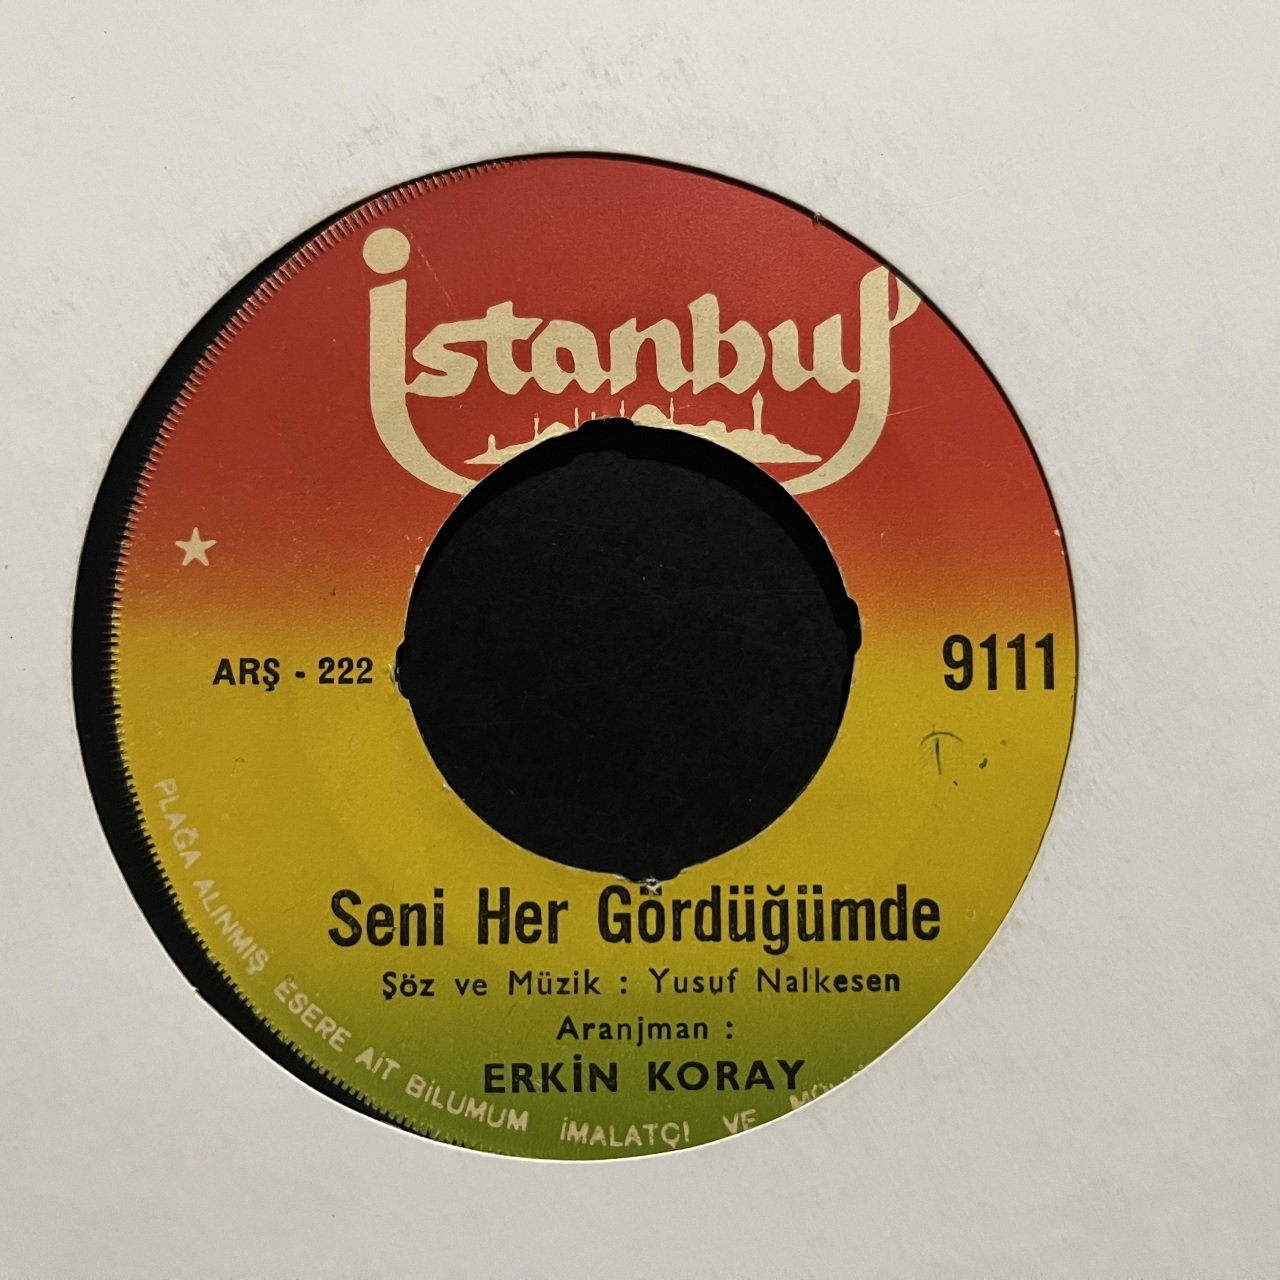 İstanbul
ARŞ - 222
9111
T.
Seni Her Gördüğümde
Şöz ve Müzik : Yusuf Nalkesen
Aranjman :
ERKİN KORAY
PLAĞA ALINMIŞ ESERE AİT BİLUMUM İMALATÇI VE